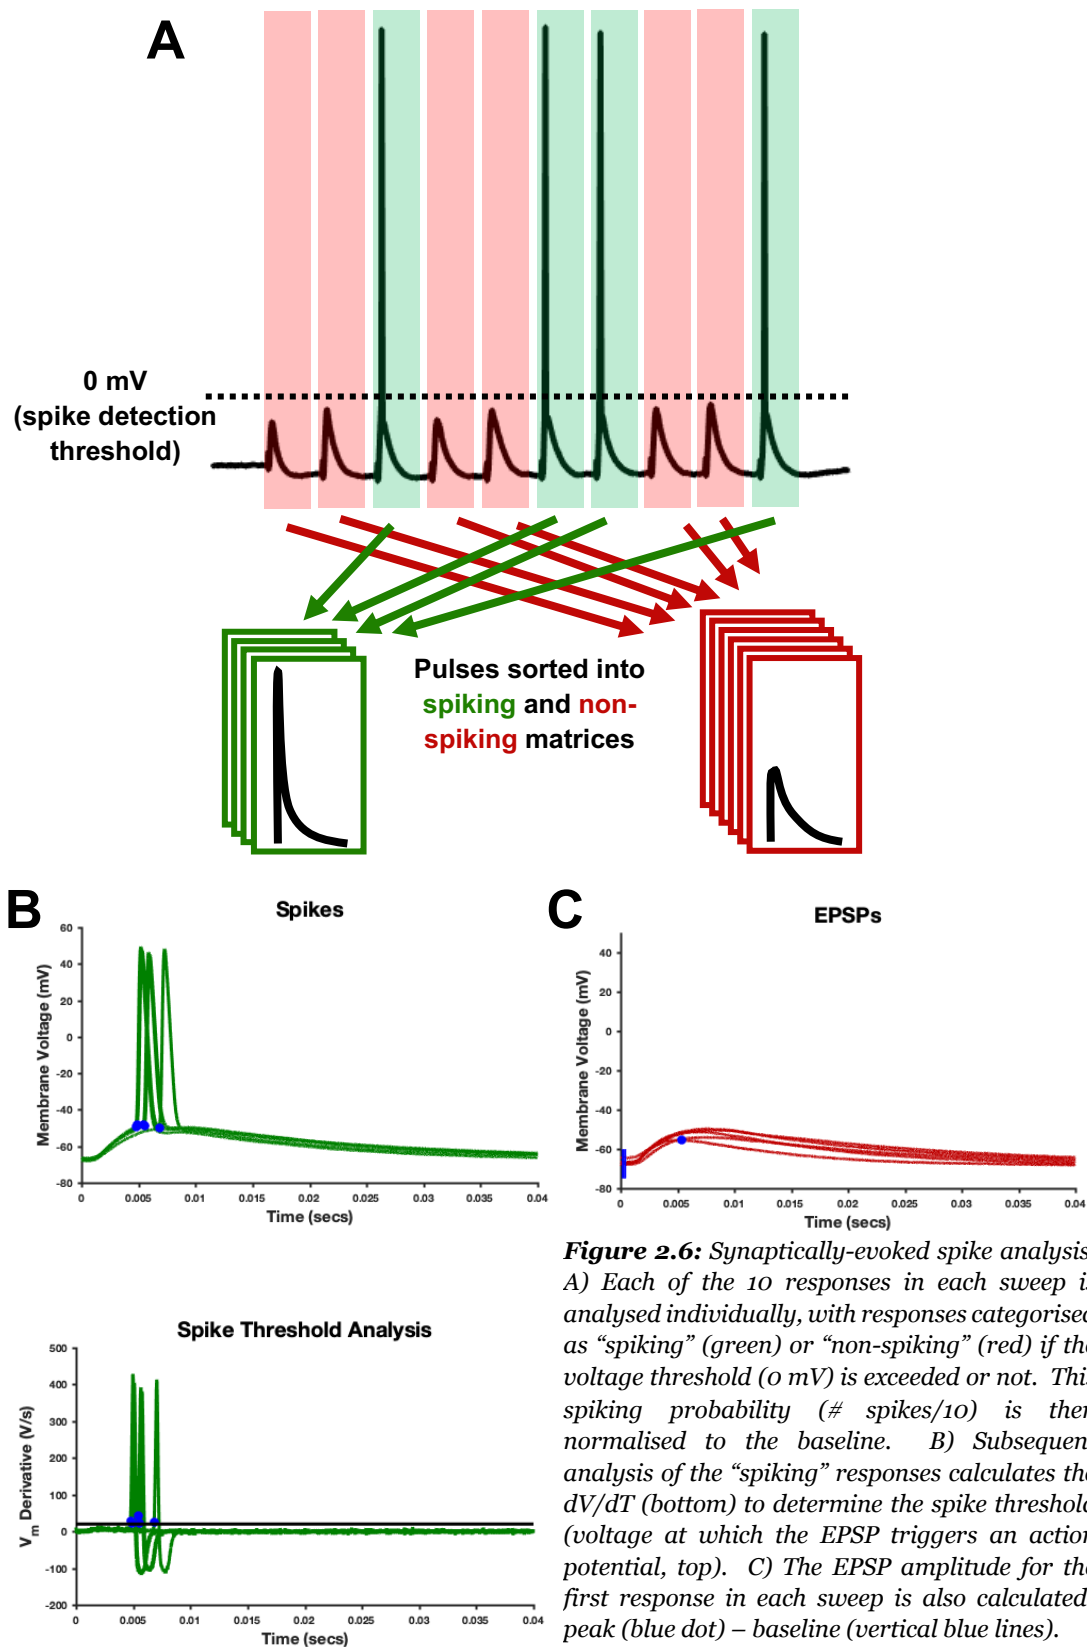 A
0 mV
(spike detection
threshold)
Pulses sorted into
spiking and non-
spiking matrices
B
Spikes
Membrane Voltage (mV)
60
40
20
0
-20
-40
-60
-80
0 0.005 0.01 0.015 0.02 0.025 0.03 0.035 0.04
Time (secs)
C
EPSPs
Membrane Voltage (mV)
40
20
0
-20
-40
-60
-80
0 0.005 0.01 0.015 0.02 0.025 0.03 0.035 0.04
Time (secs)
Spike Threshold Analysis
Vm Derivative (V/s)
500
400
300
200
100
0
-100
-200
0 0.005 0.01 0.015 0.02 0.025 0.03 0.035 0.04
Time (secs)
Figure 2.6: Synaptically-evoked spike analysis
A) Each of the 10 responses in each sweep i
analysed individually, with responses categorise
as “spiking” (green) or “non-spiking” (red) if the
voltage threshold (0 mV) is exceeded or not. Thi
spiking probability (# spikes/10) is the
normalised to the baseline. B) Subsequen
analysis of the “spiking” responses calculates the
dV/dT (bottom) to determine the spike threshold
(voltage at which the EPSP triggers an action
potential, top). C) The EPSP amplitude for the
first response in each sweep is also calculated
peak (blue dot) – baseline (vertical blue lines).